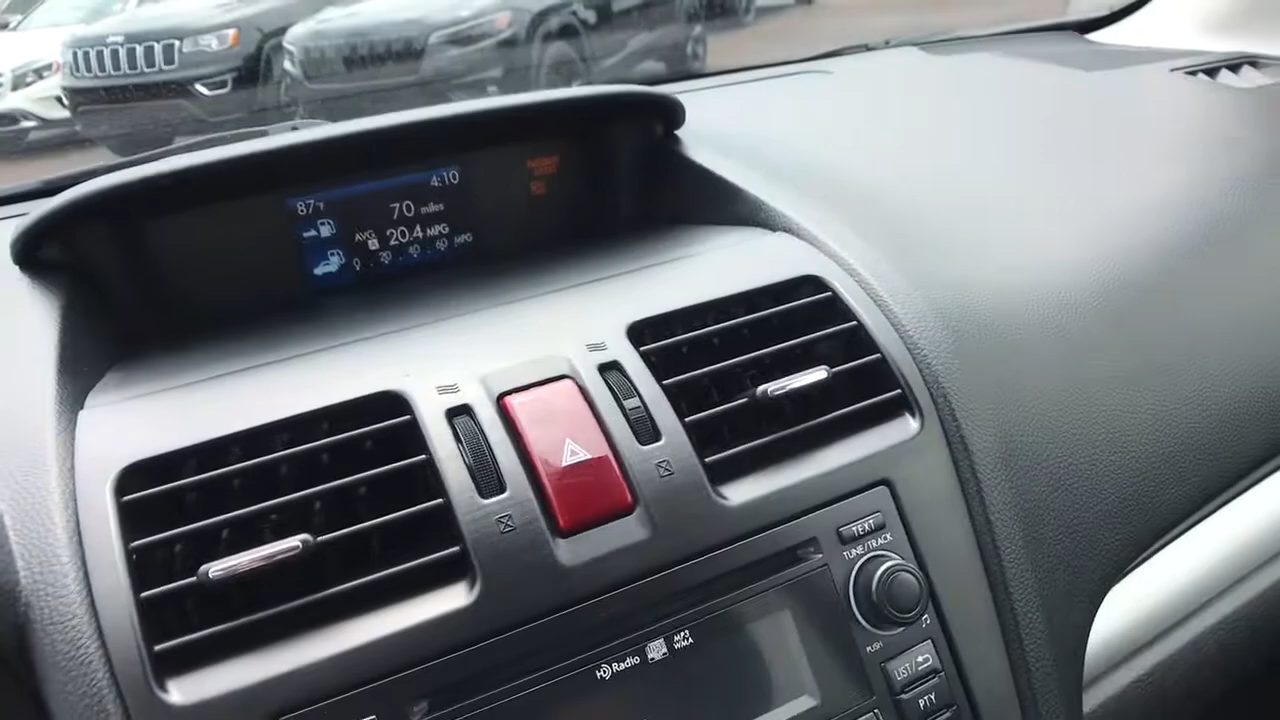 Jeep
4:10
87°F
70 miles
AVG A 20.4 MPG
0 . 20 . 40 . 60 MPG
TEXT
TUNE/TRACK
PUSH
HD Radio
MP3
WMA
LIST/
PTY